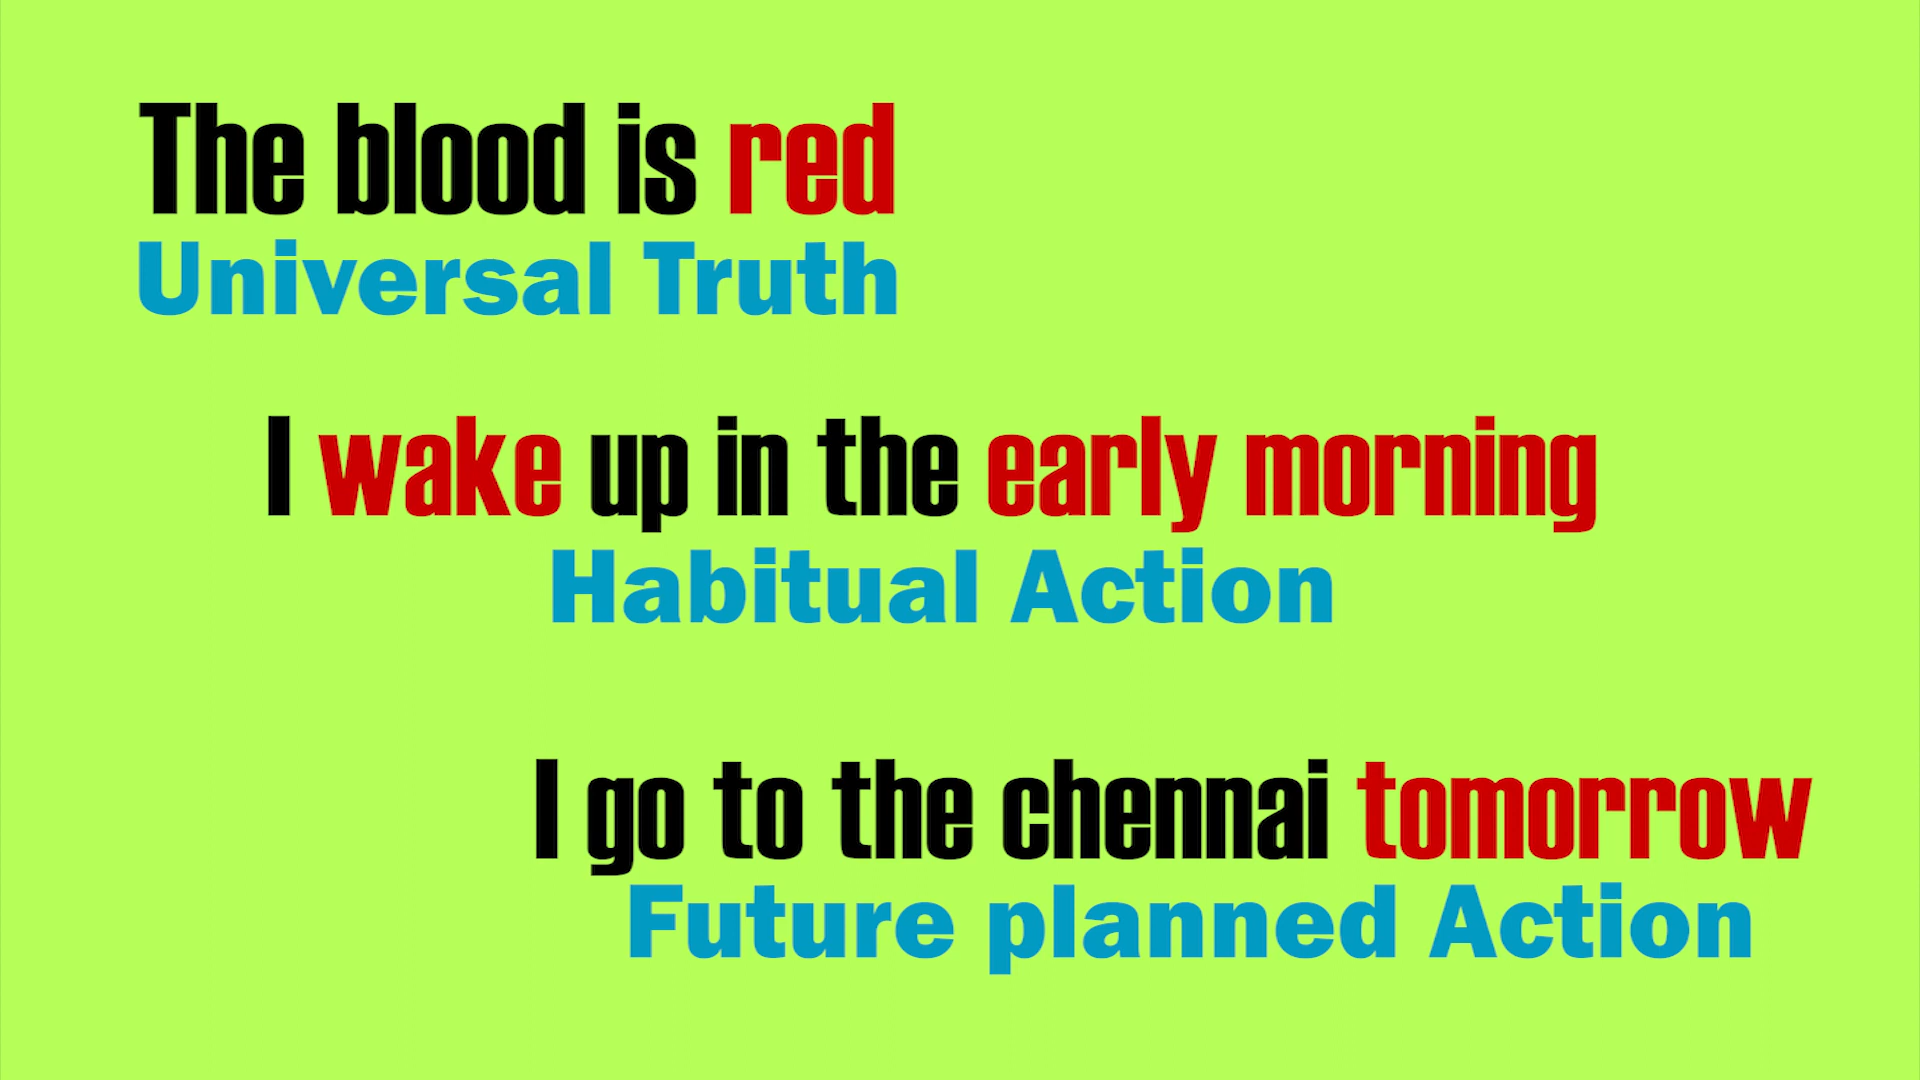 The blood is red
Universal Truth
I wake up in the early morning
Habitual Action
I go to the chennai tomorrow
Future planned Action